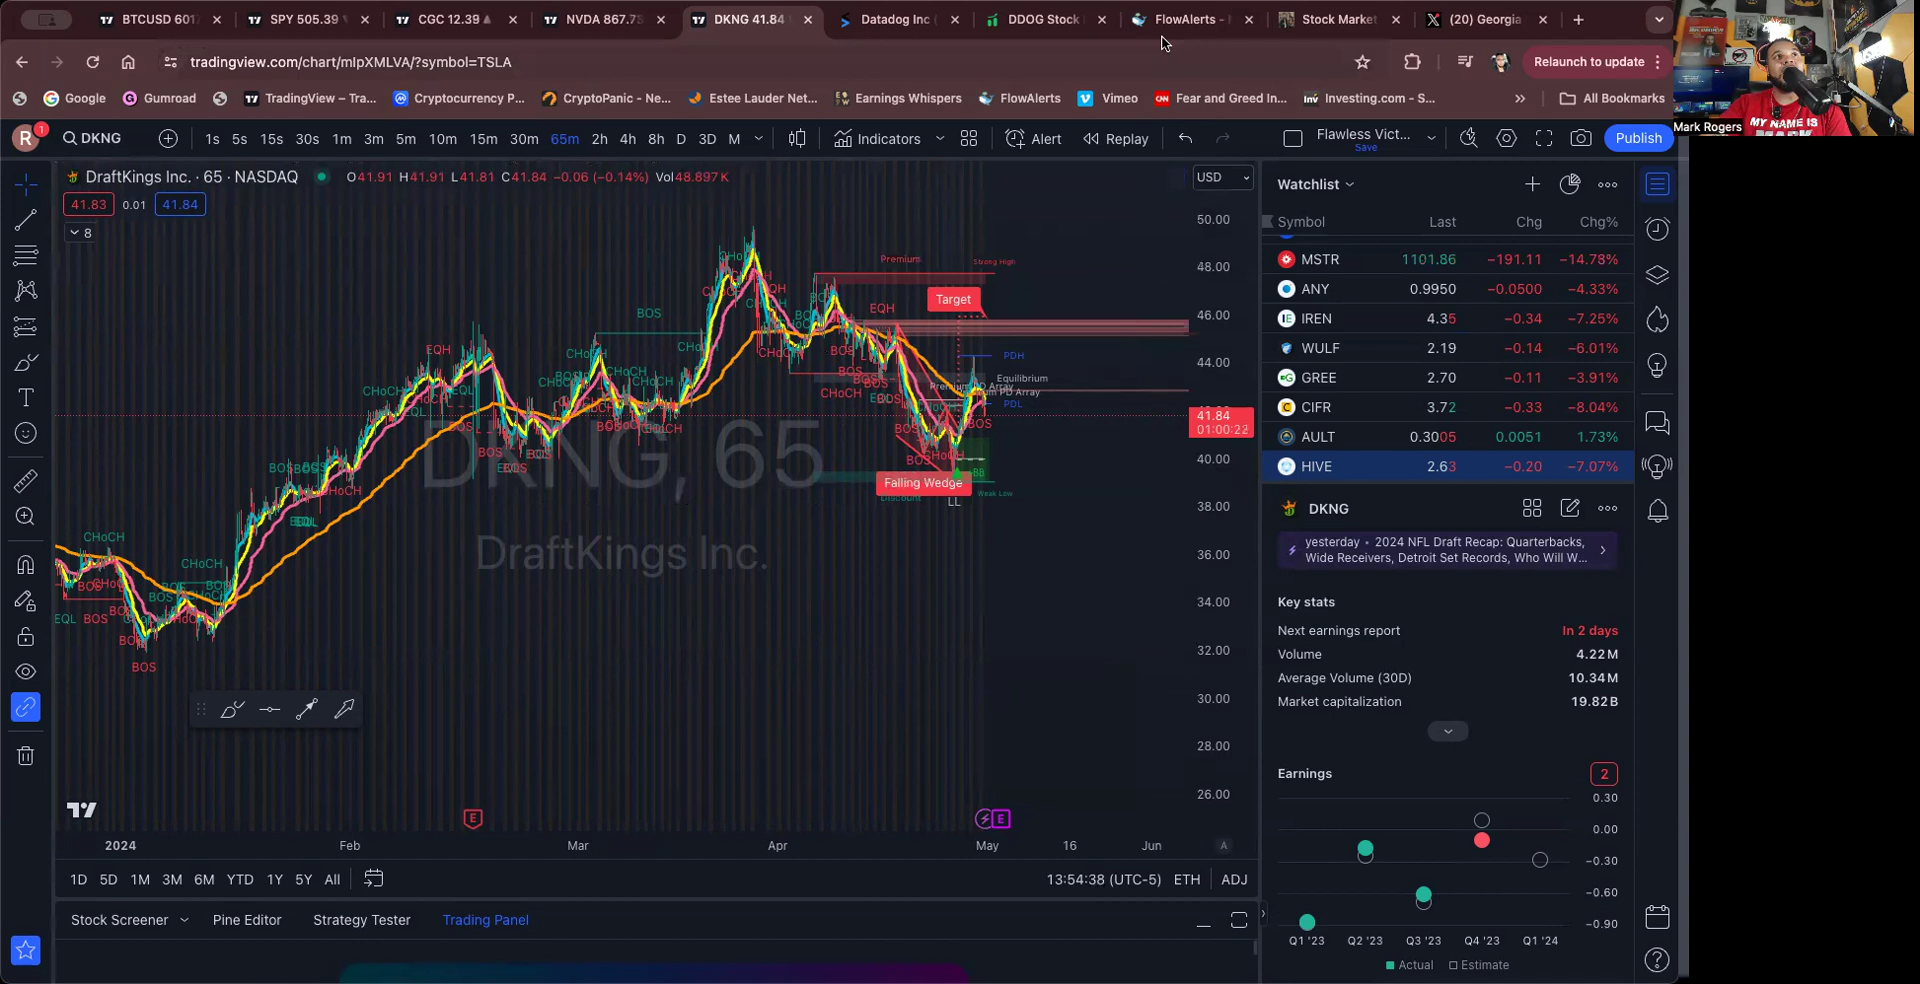 BTCUSD 601
SPY 505.39
CGC 12.39
NVDA 867.7
DKNG 41.84
Datadog Inc (
DDOG Stock
FlowAlerts -
Stock Market
(20) Georgia
tradingview.com/chart/mIpXMLVA/?symbol=TSLA
Relaunch to update
Google
Gumroad
TradingView – Tra...
Cryptocurrency P...
CryptoPanic - Ne...
Estee Lauder Net...
Earnings Whispers
FlowAlerts
Vimeo
Fear and Greed In...
Investing.com - S...
All Bookmarks
Mark Rogers
MY NAME IS
R
1
DKNG
1s 5s 15s 30s 1m 3m 5m 10m 15m 30m 65m 2h 4h 8h D 3D M
Indicators
Alert
Replay
Flawless Vict...
Save
Publish
DraftKings Inc. · 65 · NASDAQ
O41.91 H41.91 L41.81 C41.84 −0.06 (−0.14%) Vol48.897K
USD
41.83 0.01 41.84
8
DKNG, 65
DraftKings Inc.
Premium
Strong High
Target
EQH
BOS
PDH
Equilibrium
PDL
Falling Wedge
Weak Low
Discount
LL
BB
CHoCH
EQL
50.00
48.00
46.00
44.00
41.84
01:00:22
40.00
38.00
36.00
34.00
32.00
30.00
28.00
26.00
E
E
2024 Feb Mar Apr May 16 Jun
A
1D 5D 1M 3M 6M YTD 1Y 5Y All
13:54:38 (UTC-5) ETH ADJ
Stock Screener
Pine Editor
Strategy Tester
Trading Panel
Watchlist
Symbol Last Chg Chg%
MSTR 1101.86 −191.11 −14.78%
ANY 0.9950 −0.0500 −4.33%
IREN 4.35 −0.34 −7.25%
WULF 2.19 −0.14 −6.01%
GREE 2.70 −0.11 −3.91%
CIFR 3.72 −0.33 −8.04%
AULT 0.3005 0.0051 1.73%
HIVE 2.63 −0.20 −7.07%
DKNG
yesterday • 2024 NFL Draft Recap: Quarterbacks,
Wide Receivers, Detroit Set Records, Who Will W...
Key stats
Next earnings report In 2 days
Volume 4.22M
Average Volume (30D) 10.34M
Market capitalization 19.82B
Earnings 2
0.30
0.00
−0.30
−0.60
−0.90
Q1 '23 Q2 '23 Q3 '23 Q4 '23 Q1 '24
Actual Estimate